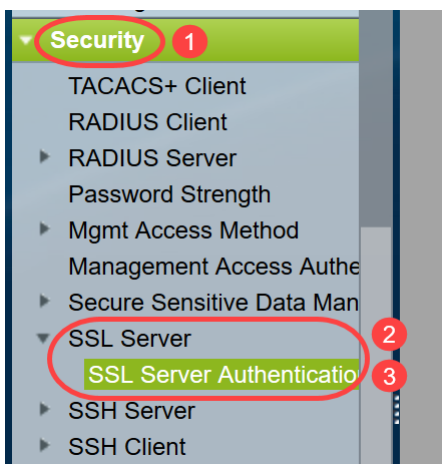 Security 1
TACACS+ Client
RADIUS Client
RADIUS Server
Password Strength
Mgmt Access Method
Management Access Authe
Secure Sensitive Data Man
SSL Server 2
SSL Server Authenticatio 3
SSH Server
SSH Client